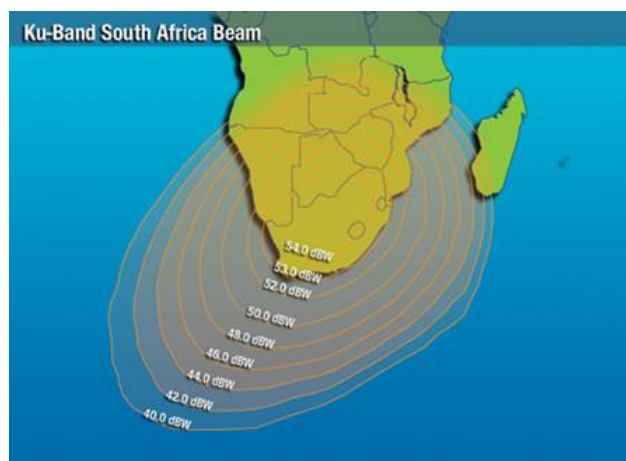 Ku-Band South Africa Beam
54.0 dBW
53.0 dBW
52.0 dBW
50.0 dBW
48.0 dBW
46.0 dBW
44.0 dBW
42.0 dBW
40.0 dBW